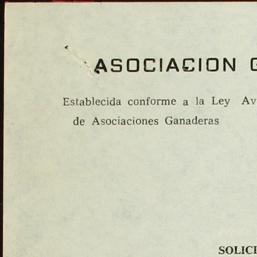 ASOCIACION G
Establecida conforme a la Ley Av
de Asociaciones Ganaderas
SOLICI